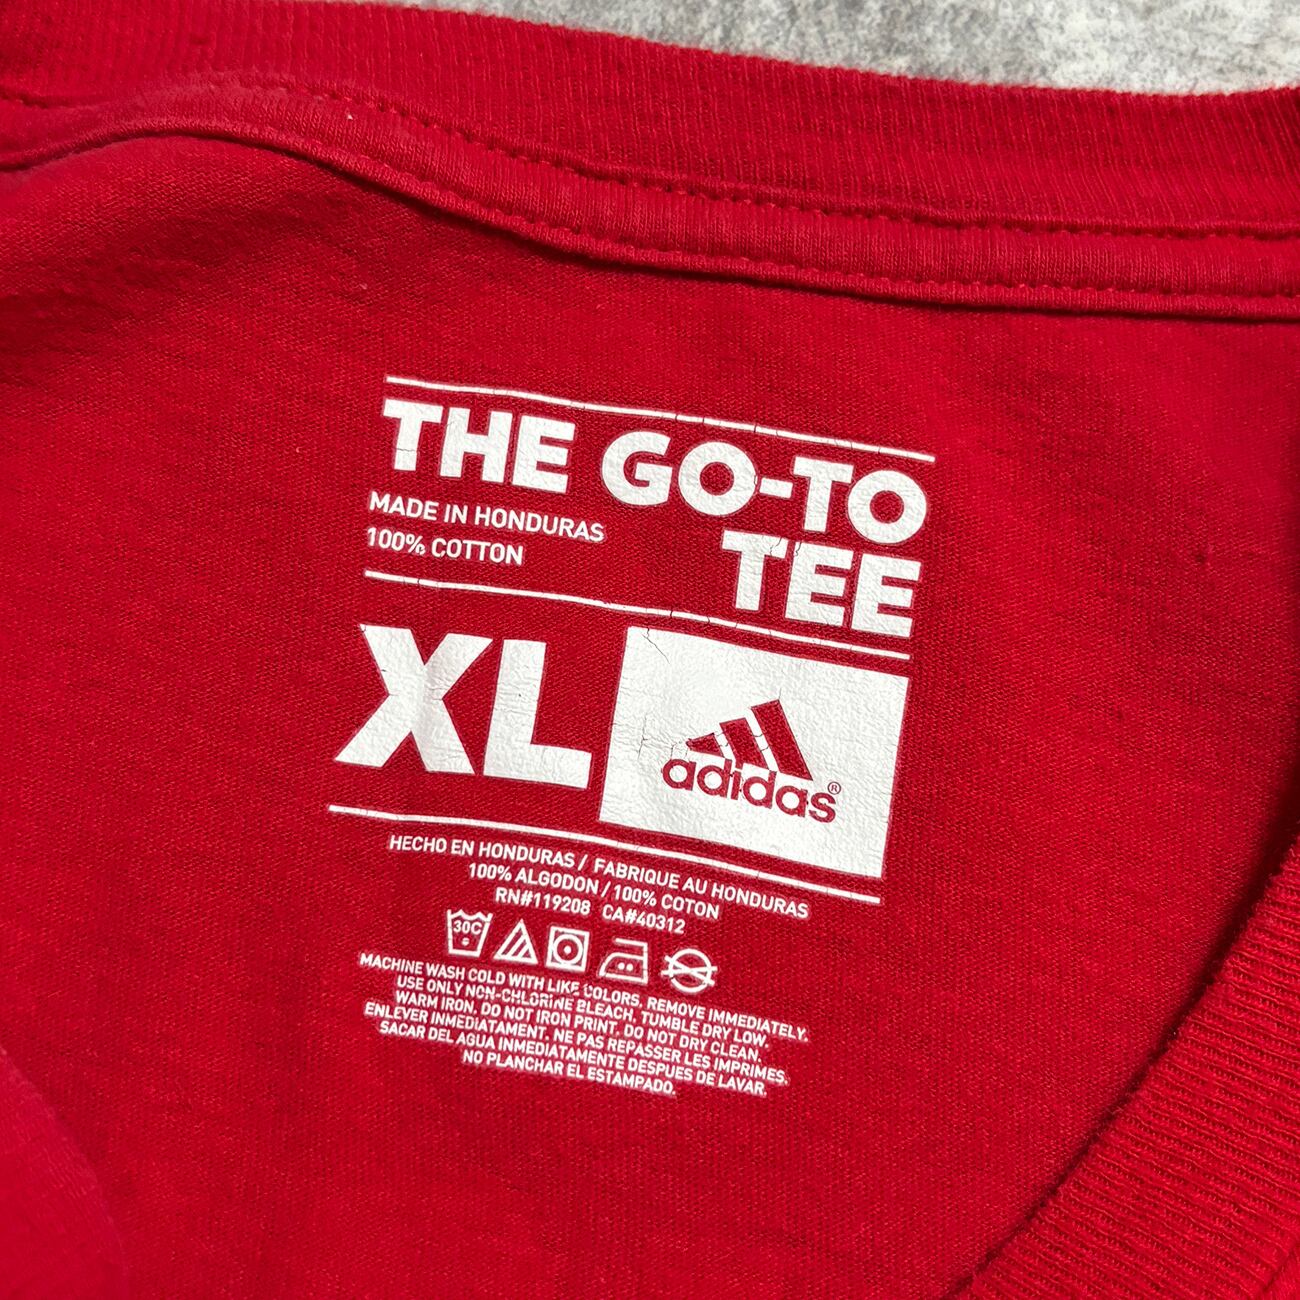 THE GO-TO
TEE
MADE IN HONDURAS
100% COTTON
XL
adidas®
HECHO EN HONDURAS / FABRIQUE AU HONDURAS
100% ALGODON / 100% COTON
RN#119208 CA#40312
30C
MACHINE WASH COLD WITH LIKE COLORS, REMOVE IMMEDIATELY.
USE ONLY NON-CHLORINE BLEACH, TUMBLE DRY LOW.
WARM IRON, DO NOT IRON PRINT, DO NOT DRY CLEAN.
ENLEVER INMEDIATAMENT, NE PAS REPASSER LES IMPRIMES.
SACAR DEL AGUA INMEDIATAMENTE DESPUES DE LAVAR.
NO PLANCHAR EL ESTAMPADO.